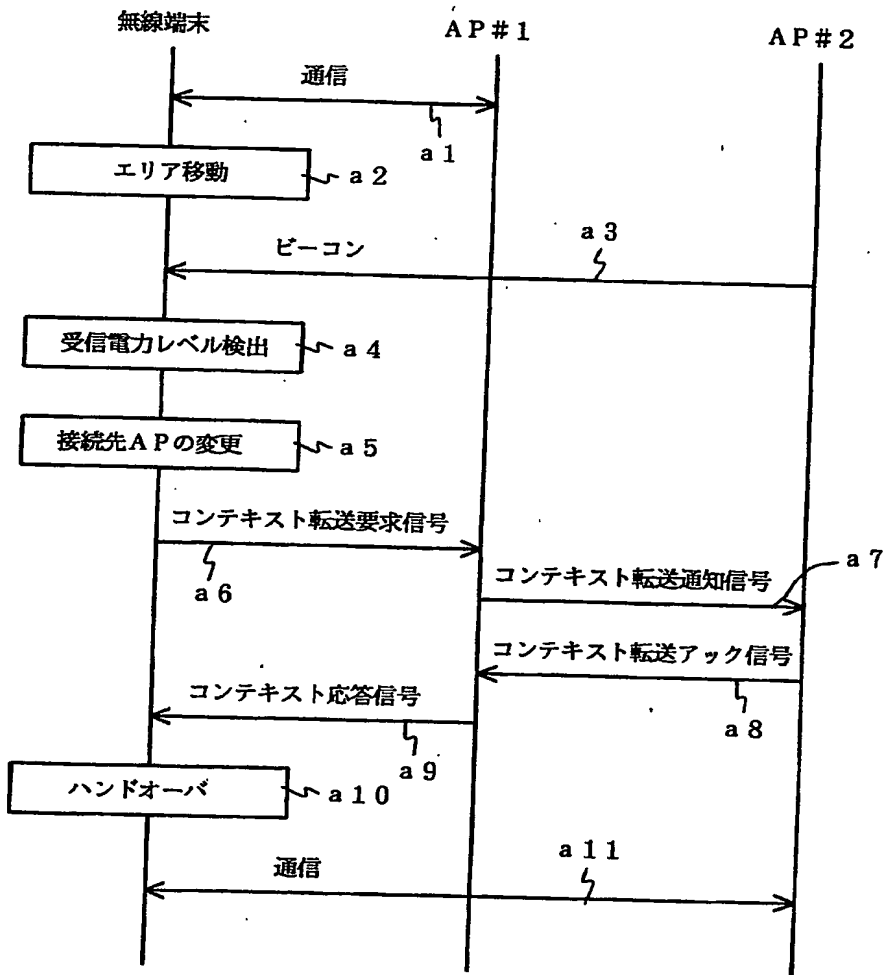 無線端末
AP#1
AP#2
通信
a1
エリア移動
a2
a3
ビーコン
受信電力レベル検出
a4
接続先APの変更
a5
コンテキスト転送要求信号
a6
コンテキスト転送通知信号
a7
コンテキスト転送アック信号
a8
コンテキスト応答信号
a9
ハンドオーバ
a10
通信
a11